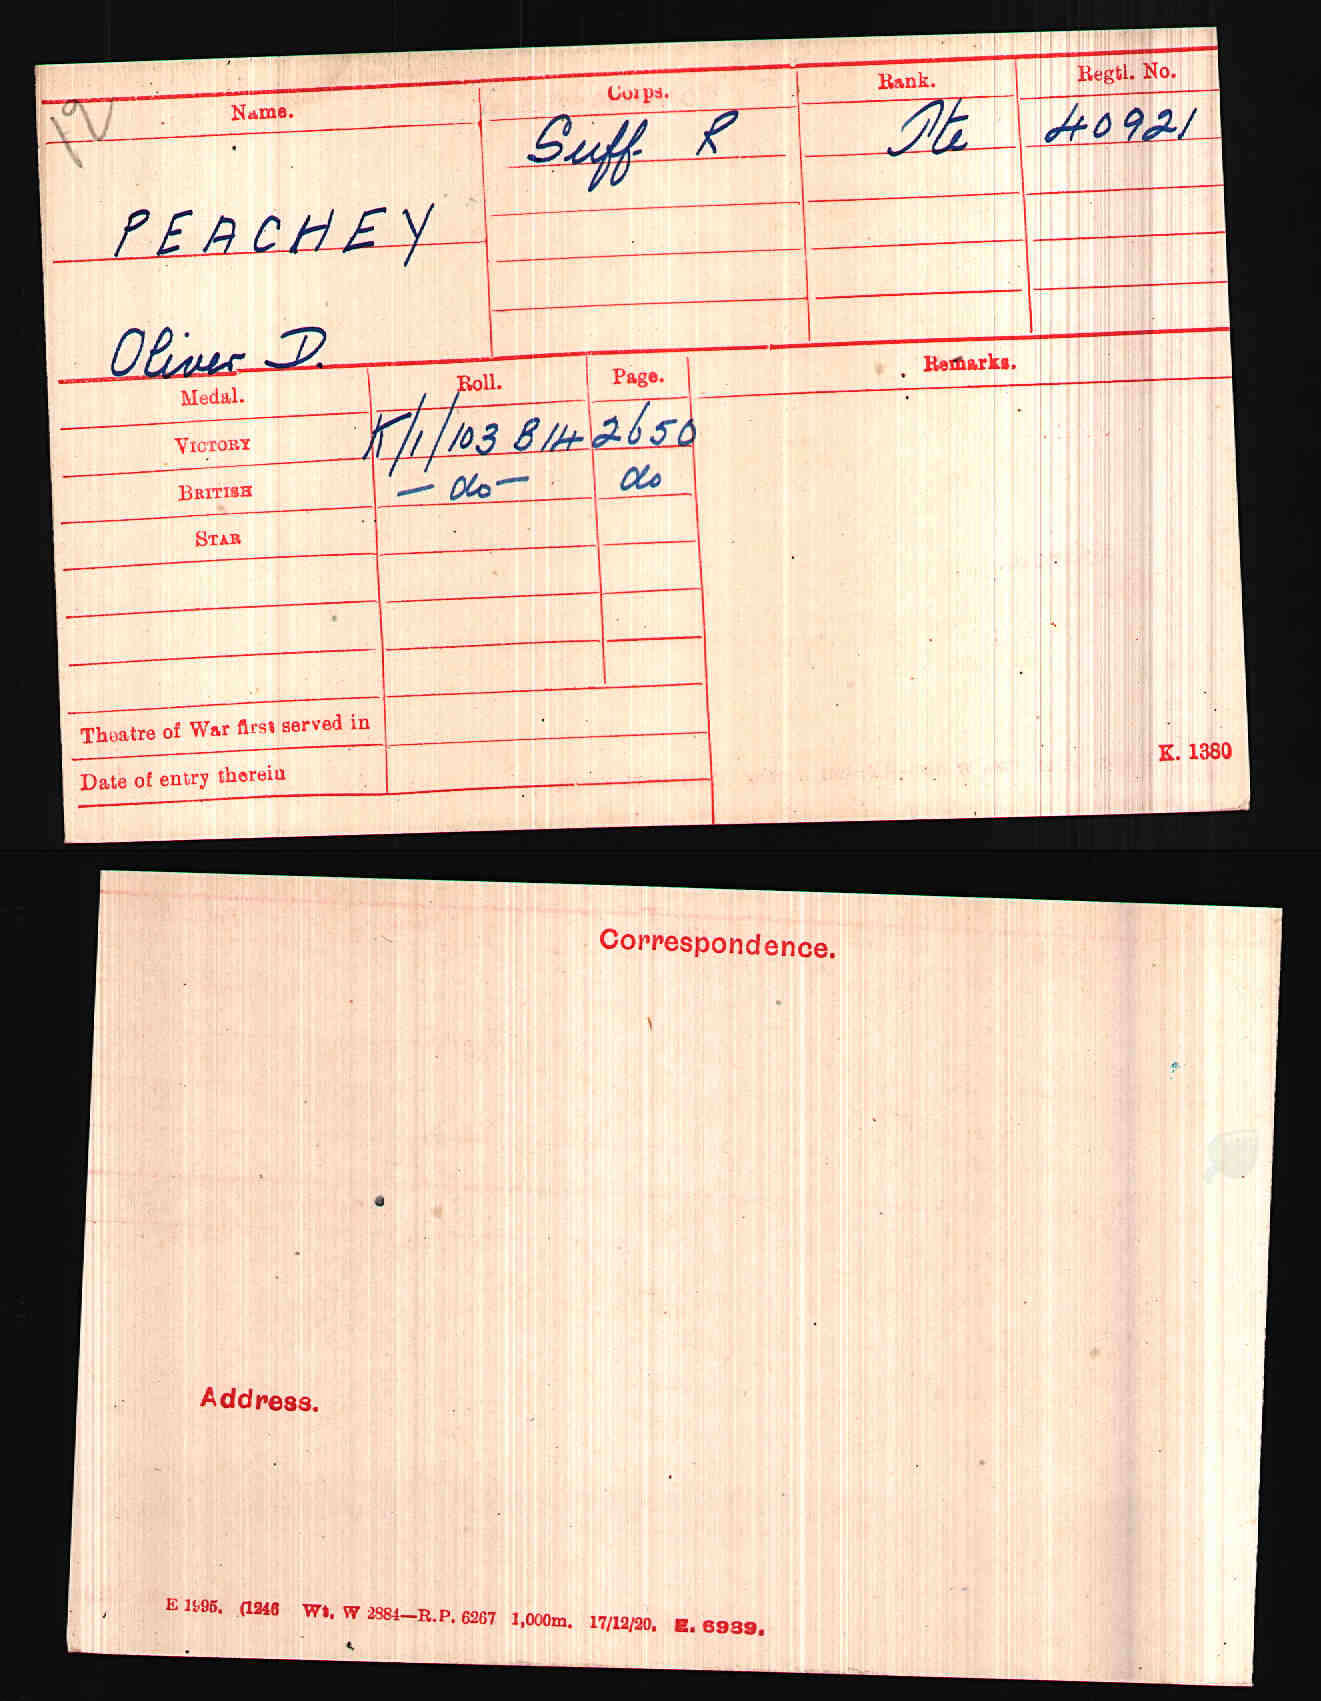 12
Name.
Corps.
Rank.
Regtl. No.
Suff. R
Pte
40921
PEACHEY
Oliver D.
Medal.
Roll.
Page.
Remarks.
VICTORY
K/1/103 B14
2650
BRITISH
— do —
do
STAR
Theatre of War first served in
Date of entry therein
K. 1380
Correspondence.
Address.
E 1995. (1246 Wt. W 2884—R.P. 6267 1,000m. 17/12/20. E. 6939.